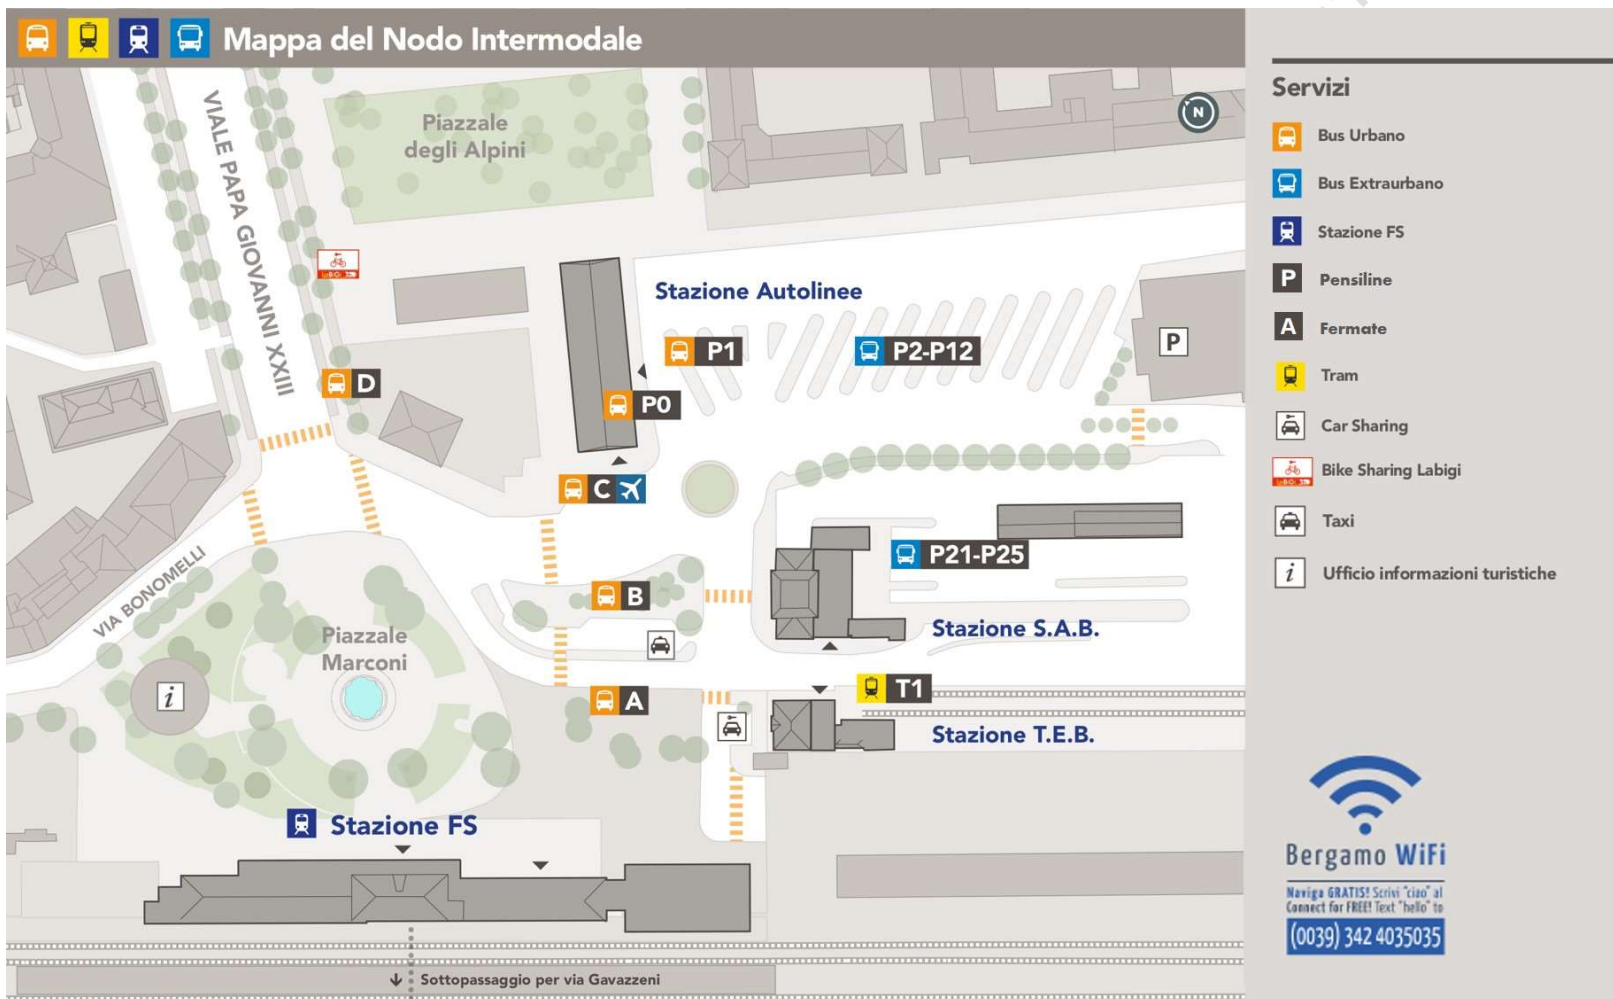 Mappa del Nodo Intermodale
VIALE PAPA GIOVANNI XXIII
Piazzale
degli Alpini
N
LaBiGi
Stazione Autolinee
P1
P2-P12
P
D
P0
C
P21-P25
VIA BONOMELLI
B
Piazzale
Marconi
Stazione S.A.B.
i
A
T1
Stazione T.E.B.
Stazione FS
Sottopassaggio per via Gavazzeni
Servizi
Bus Urbano
Bus Extraurbano
Stazione FS
P Pensiline
A Fermate
Tram
Car Sharing
LaBiGi Bike Sharing Labigi
Taxi
i Ufficio informazioni turistiche
Bergamo WiFi
Naviga GRATIS! Scrivi "ciao" al
Connect for FREE! Text "hello" to
(0039) 342 4035035